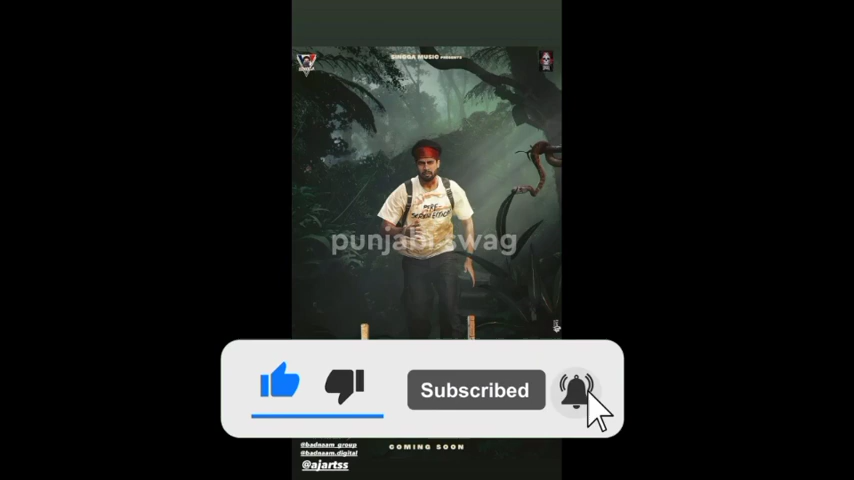 SINGGA MUSIC PRESENTS
punjabi swag
Subscribed
@badnaam_group
@badnaam.digital
COMING SOON
@ajartss